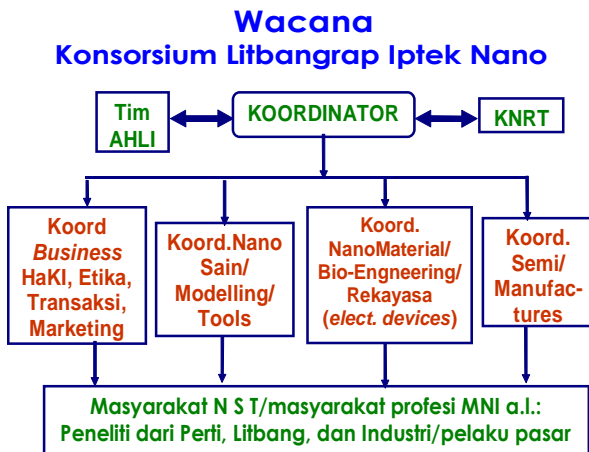 Wacana
Konsorsium Litbangrap Iptek Nano
Tim
AHLI
KOORDINATOR
KNRT
Koord
Business
HaKI, Etika,
Transaksi,
Marketing
Koord.Nano
Sain/
Modelling/
Tools
Koord.
NanoMaterial/
Bio-Engneering/
Rekayasa
(elect. devices)
Koord.
Semi/
Manufac-
tures
Masyarakat N S T/masyarakat profesi MNI a.l.:
Peneliti dari Perti, Litbang, dan Industri/pelaku pasar